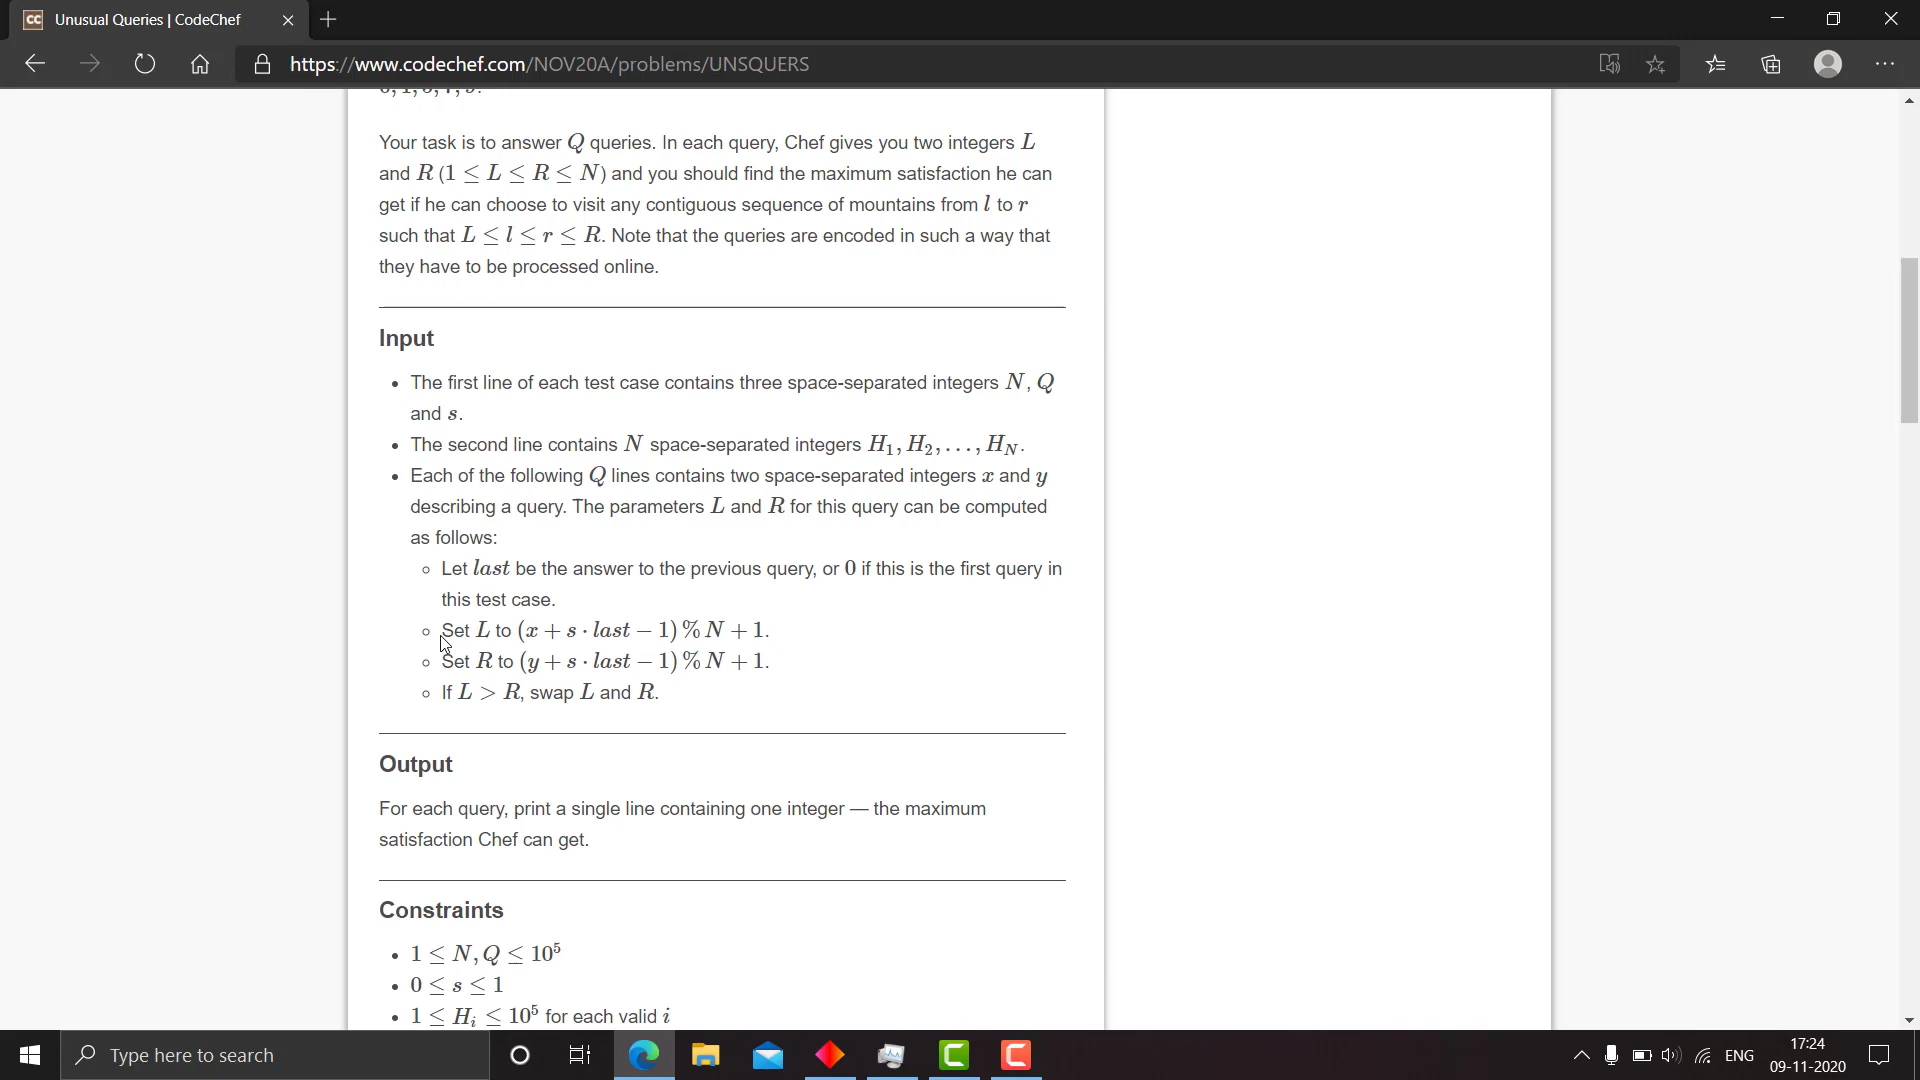 Unusual Queries | CodeChef
https://www.codechef.com/NOV20A/problems/UNSQUERS
Your task is to answer Q queries. In each query, Chef gives you two integers L
and R (1 ≤ L ≤ R ≤ N) and you should find the maximum satisfaction he can
get if he can choose to visit any contiguous sequence of mountains from l to r
such that L ≤ l ≤ r ≤ R. Note that the queries are encoded in such a way that
they have to be processed online.
Input
• The first line of each test case contains three space-separated integers N, Q
and s.
• The second line contains N space-separated integers H₁, H₂, …, H_N.
• Each of the following Q lines contains two space-separated integers x and y
describing a query. The parameters L and R for this query can be computed
as follows:
◦ Let last be the answer to the previous query, or 0 if this is the first query in
this test case.
◦ Set L to (x + s · last − 1) % N + 1.
◦ Set R to (y + s · last − 1) % N + 1.
◦ If L > R, swap L and R.
Output
For each query, print a single line containing one integer — the maximum
satisfaction Chef can get.
Constraints
• 1 ≤ N, Q ≤ 10⁵
• 0 ≤ s ≤ 1
• 1 ≤ Hᵢ ≤ 10⁵ for each valid i
Type here to search
ENG
17:24
09-11-2020